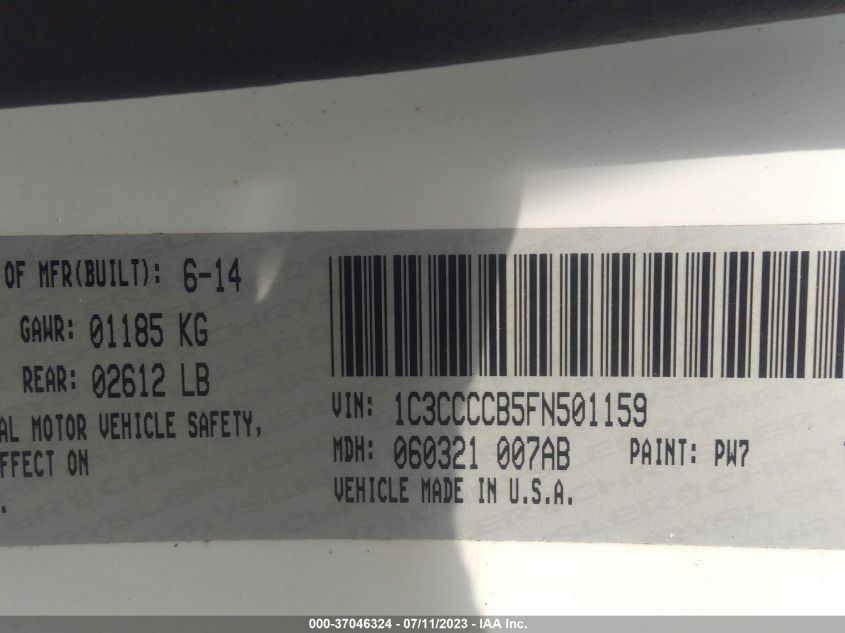 OF MFR(BUILT): 6-14
GAWR: 01185 KG
REAR: 02612 LB
AL MOTOR VEHICLE SAFETY,
FFECT ON
.
VIN: 1C3CCCCB5FN501159
MDH: 060321 007AB PAINT: PW7
VEHICLE MADE IN U.S.A.
000-37046324 - 07/11/2023 - IAA Inc.